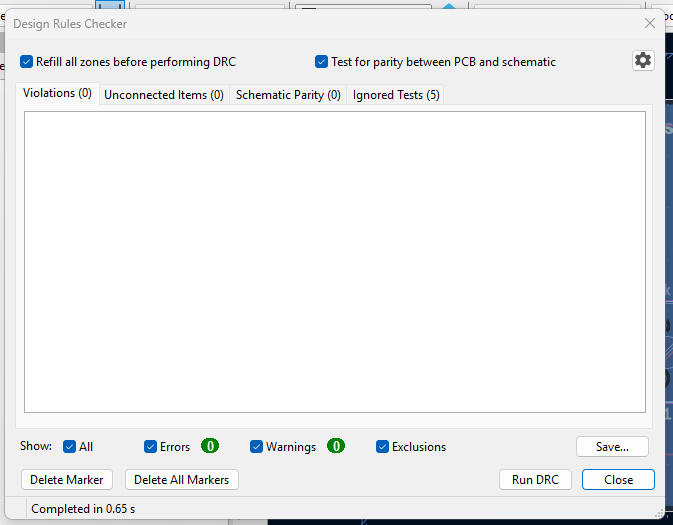 Design Rules Checker
Refill all zones before performing DRC
Test for parity between PCB and schematic
Violations (0) Unconnected Items (0) Schematic Parity (0) Ignored Tests (5)
Show: All Errors 0 Warnings 0 Exclusions Save...
Delete Marker Delete All Markers Run DRC Close
Completed in 0.65 s